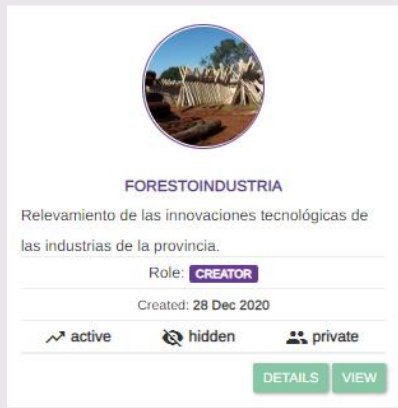 FORESTOINDUSTRIA
Relevamiento de las innovaciones tecnológicas de
las industrias de la provincia.
Role: CREATOR
Created: 28 Dec 2020
active hidden private
DETAILS VIEW